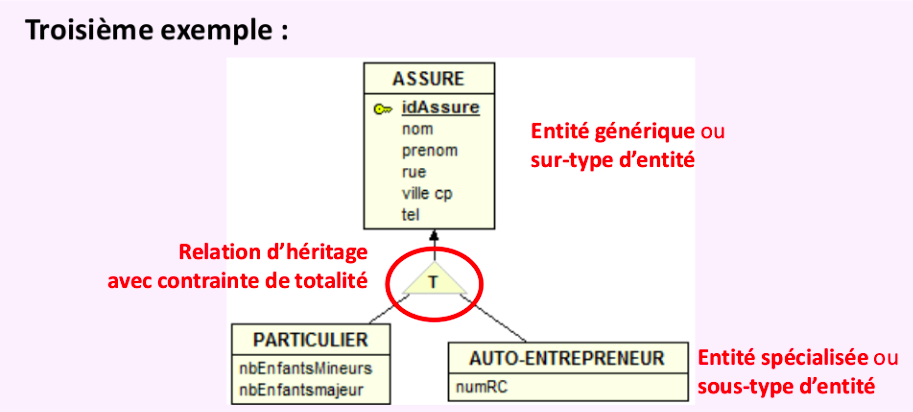 Troisième exemple :
ASSURE
idAssure
nom
prenom
rue
ville cp
tel
Entité générique ou
sur-type d'entité
Relation d'héritage
avec contrainte de totalité
T
PARTICULIER
nbEnfantsMineurs
nbEnfantsmajeur
AUTO-ENTREPRENEUR
numRC
Entité spécialisée ou
sous-type d'entité